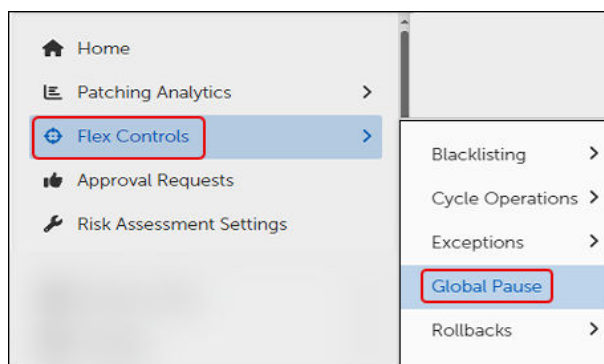 Home
Patching Analytics
Flex Controls
Approval Requests
Risk Assessment Settings
Blacklisting
Cycle Operations
Exceptions
Global Pause
Rollbacks